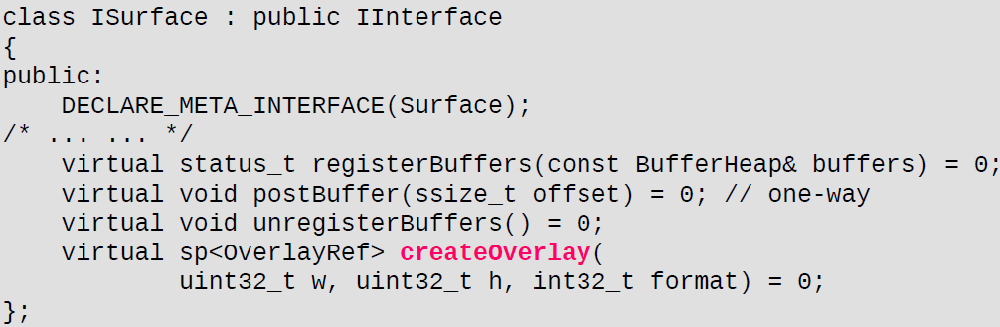 class ISurface : public IInterface
{
public:
    DECLARE_META_INTERFACE(Surface);
/* ... ... */
    virtual status_t registerBuffers(const BufferHeap& buffers) = 0;
    virtual void postBuffer(ssize_t offset) = 0; // one-way
    virtual void unregisterBuffers() = 0;
    virtual sp<OverlayRef> createOverlay(
            uint32_t w, uint32_t h, int32_t format) = 0;
};